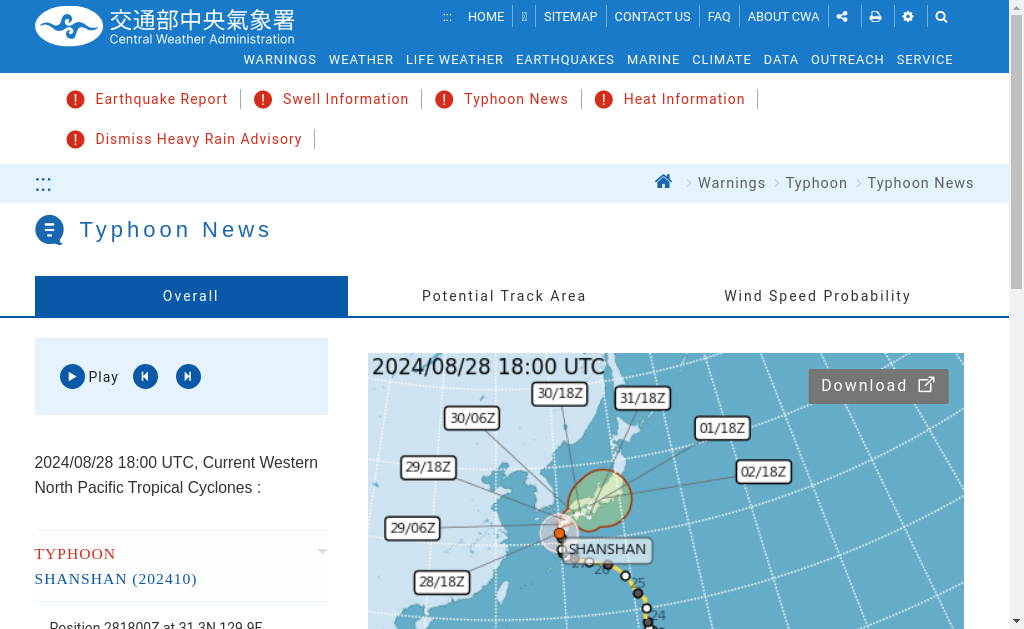 交通部中央氣象署
Central Weather Administration
::: HOME SITEMAP CONTACT US FAQ ABOUT CWA
WARNINGS WEATHER LIFE WEATHER EARTHQUAKES MARINE CLIMATE DATA OUTREACH SERVICE
Earthquake Report Swell Information Typhoon News Heat Information
Dismiss Heavy Rain Advisory
::: Warnings Typhoon Typhoon News
Typhoon News
Overall Potential Track Area Wind Speed Probability
Play
2024/08/28 18:00 UTC, Current Western
North Pacific Tropical Cyclones :
TYPHOON
SHANSHAN (202410)
Position 281800Z at 31.3N 129.9E
2024/08/28 18:00 UTC
Download
30/18Z
31/18Z
30/06Z
01/18Z
29/18Z
02/18Z
29/06Z
SHANSHAN
28/18Z
27
26
25
24